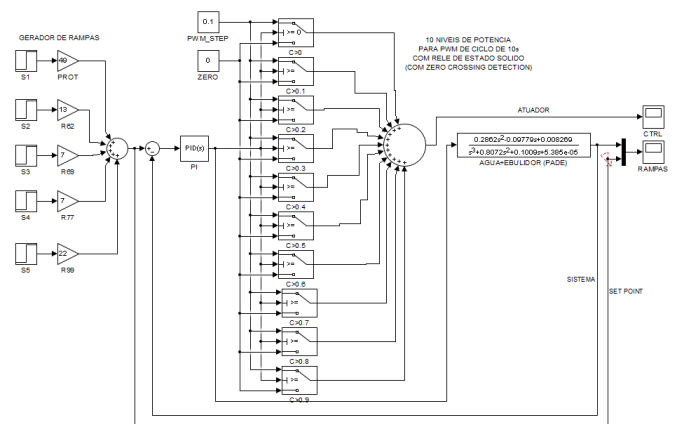 GERADOR DE RAMPAS
S1
49
PROT
S2
13
R62
S3
7
R69
S4
7
R77
S5
22
R99
PID(s)
PI
0.1
PWM_STEP
0
ZERO
>= 0
C>0
>=
C>0.1
>=
C>0.2
>=
C>0.3
>=
C>0.4
>=
C>0.5
>=
C>0.6
>=
C>0.7
>=
C>0.8
>=
C>0.9
10 NIVEIS DE POTENCIA
PARA PWM DE CICLO DE 10s
COM RELE DE ESTADO SOLIDO
(COM ZERO CROSSING DETECTION)
ATUADOR
0.2862s²-0.09779s+0.008269
s³+0.8072s²+0.1009s+5.385e-05
AGUA+EBULIDOR (PADE)
CTRL
RAMPAS
SISTEMA
SET POINT